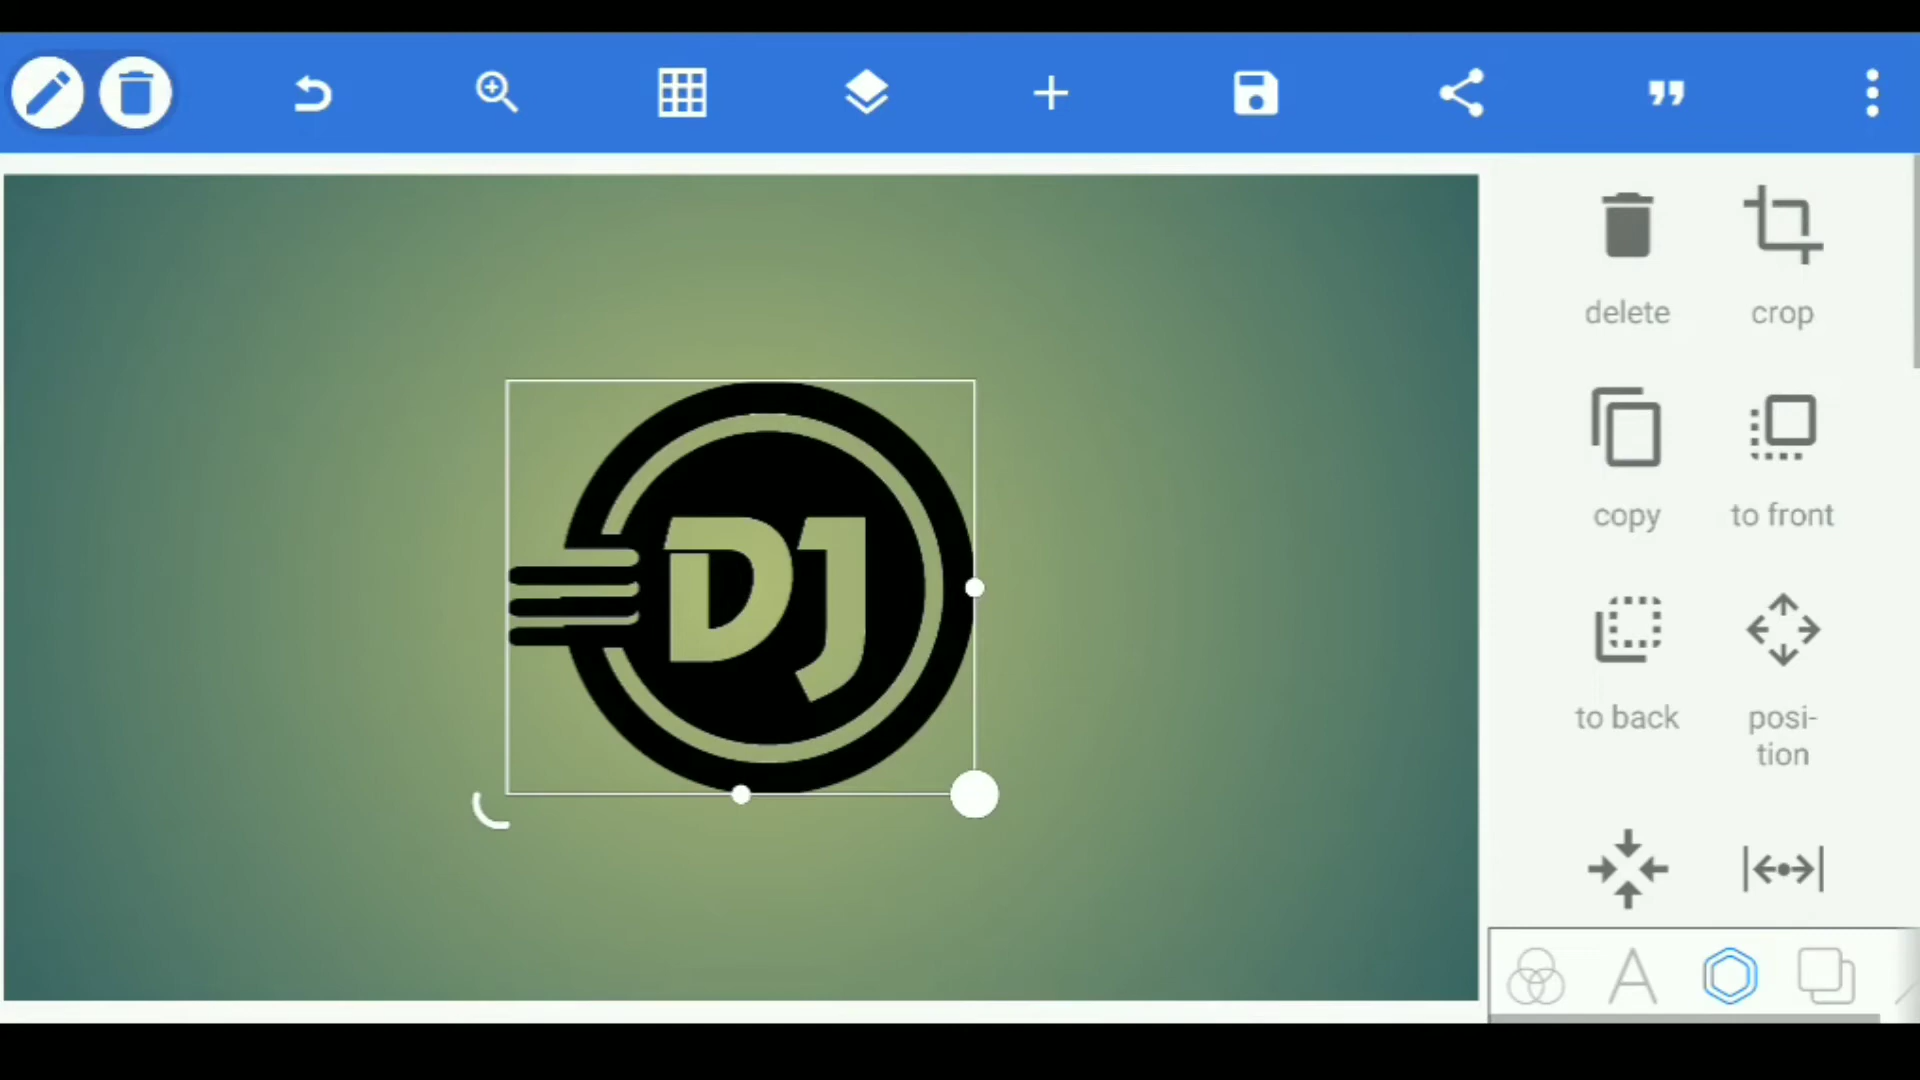 delete
crop
copy
to front
to back
posi-
tion
DJ
A